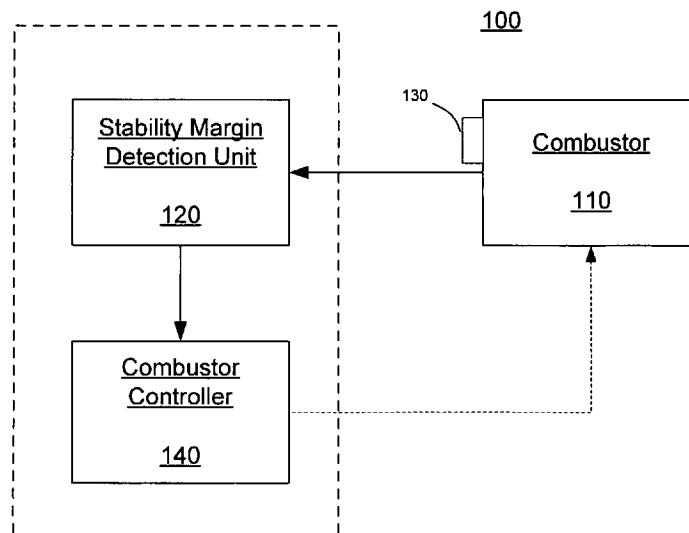 100
130
Stability Margin
Detection Unit
120
Combustor
110
Combustor
Controller
140